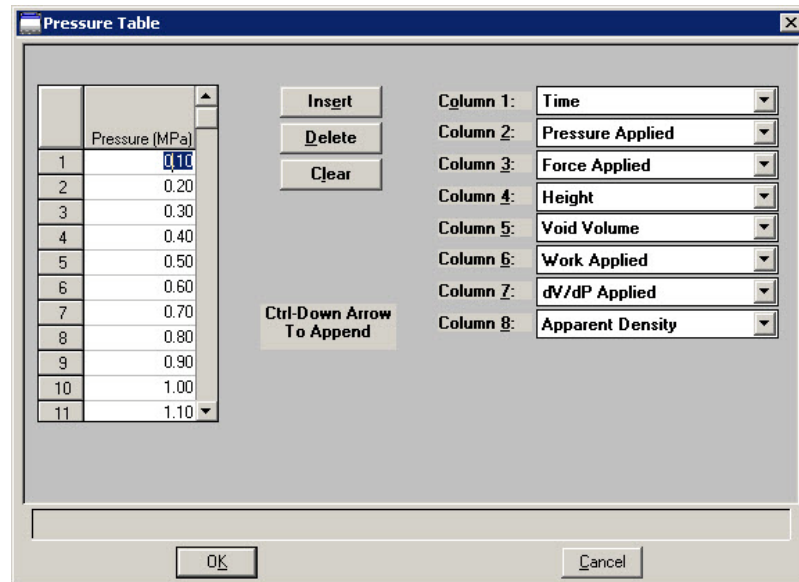 Pressure Table
Pressure (MPa)
1 0.10
2 0.20
3 0.30
4 0.40
5 0.50
6 0.60
7 0.70
8 0.80
9 0.90
10 1.00
11 1.10
Insert
Delete
Clear
Ctrl-Down Arrow
To Append
Column 1: Time
Column 2: Pressure Applied
Column 3: Force Applied
Column 4: Height
Column 5: Void Volume
Column 6: Work Applied
Column 7: dV/dP Applied
Column 8: Apparent Density
OK
Cancel